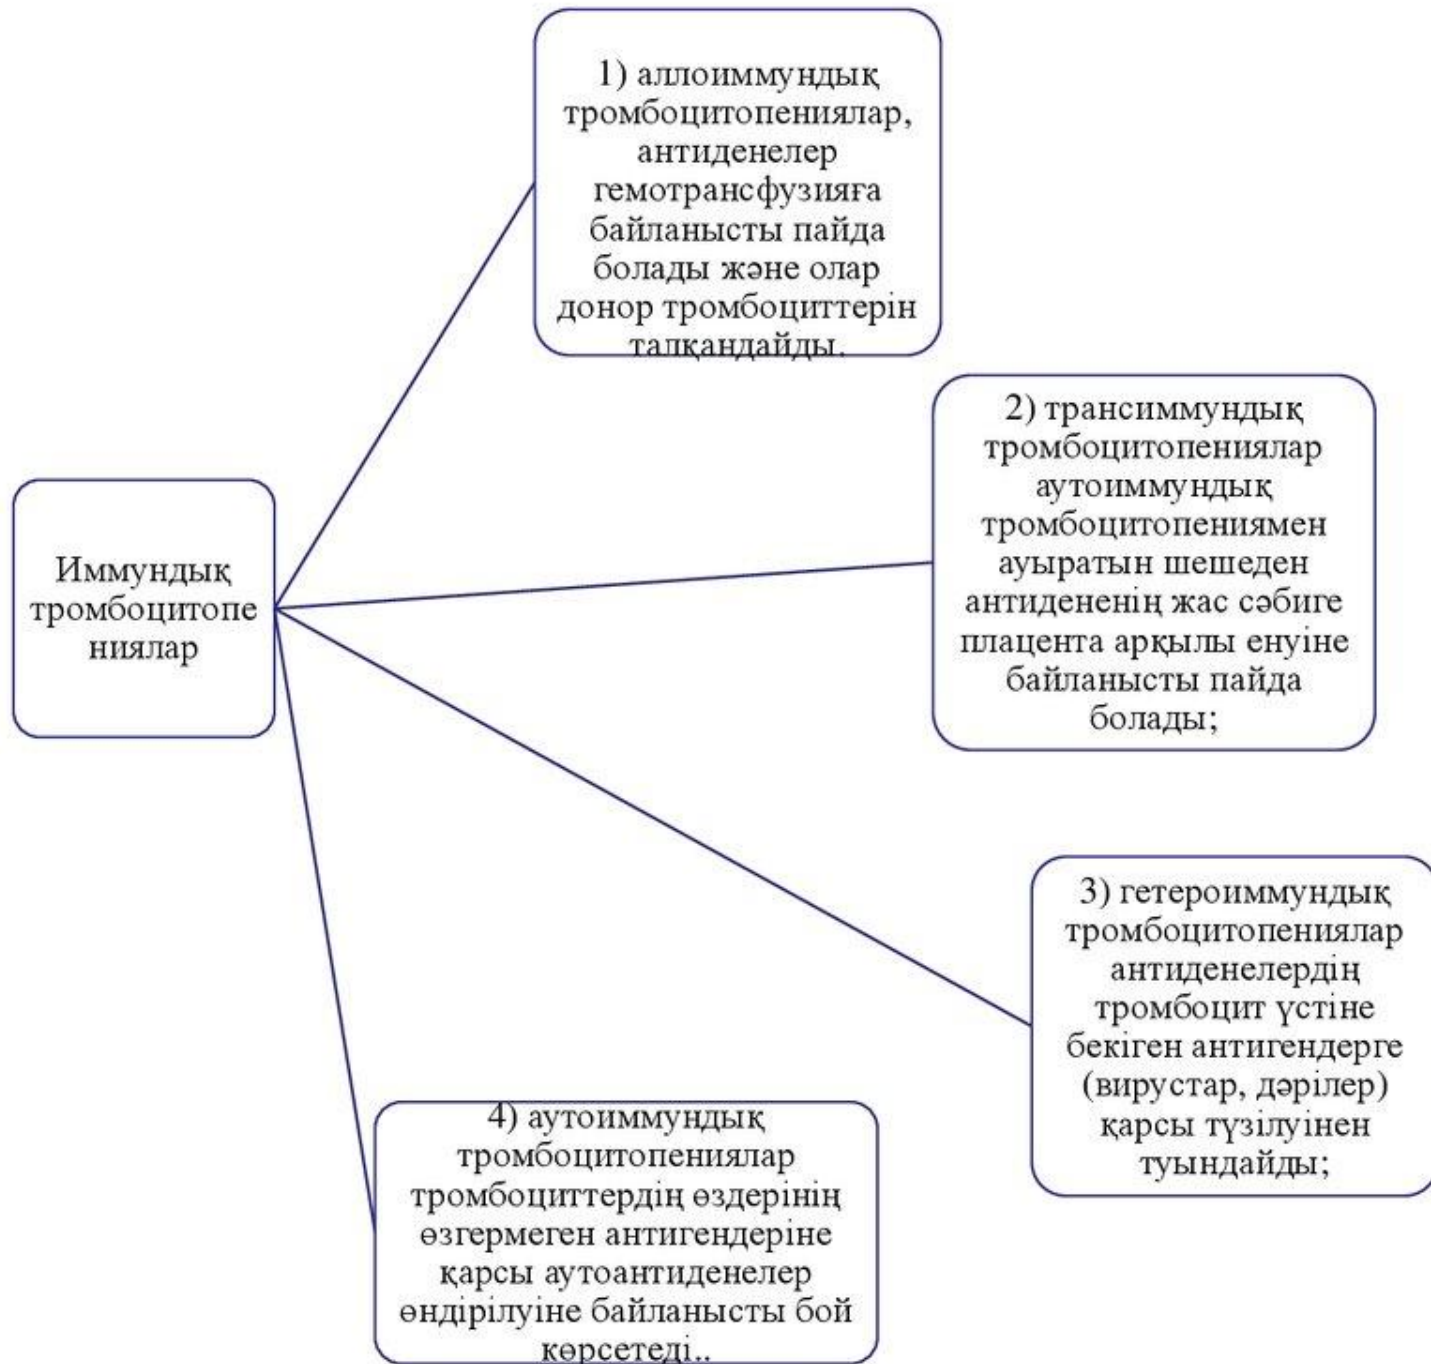 1) аллоиммундық
тромбоцитопениялар,
антиденелер
гемотрансфузияға
байланысты пайда
болады және олар
донор тромбоциттерін
талқандайды.
2) трансиммундық
тромбоцитопениялар
аутоиммундық
тромбоцитопениямен
ауыратын шешеден
антидененің жас сәбиге
плацента арқылы енуіне
байланысты пайда
болады;
Иммундық
тромбоцитопе
ниялар
3) гетероиммундық
тромбоцитопениялар
антиденелердің
тромбоцит үстіне
бекіген антигендерге
(вирустар, дәрілер)
қарсы түзілуінен
туындайды;
4) аутоиммундық
тромбоцитопениялар
тромбоциттердің өздерінің
өзгермеген антигендеріне
қарсы аутоантиденелер
өндірілуіне байланысты бой
көрсетеді..